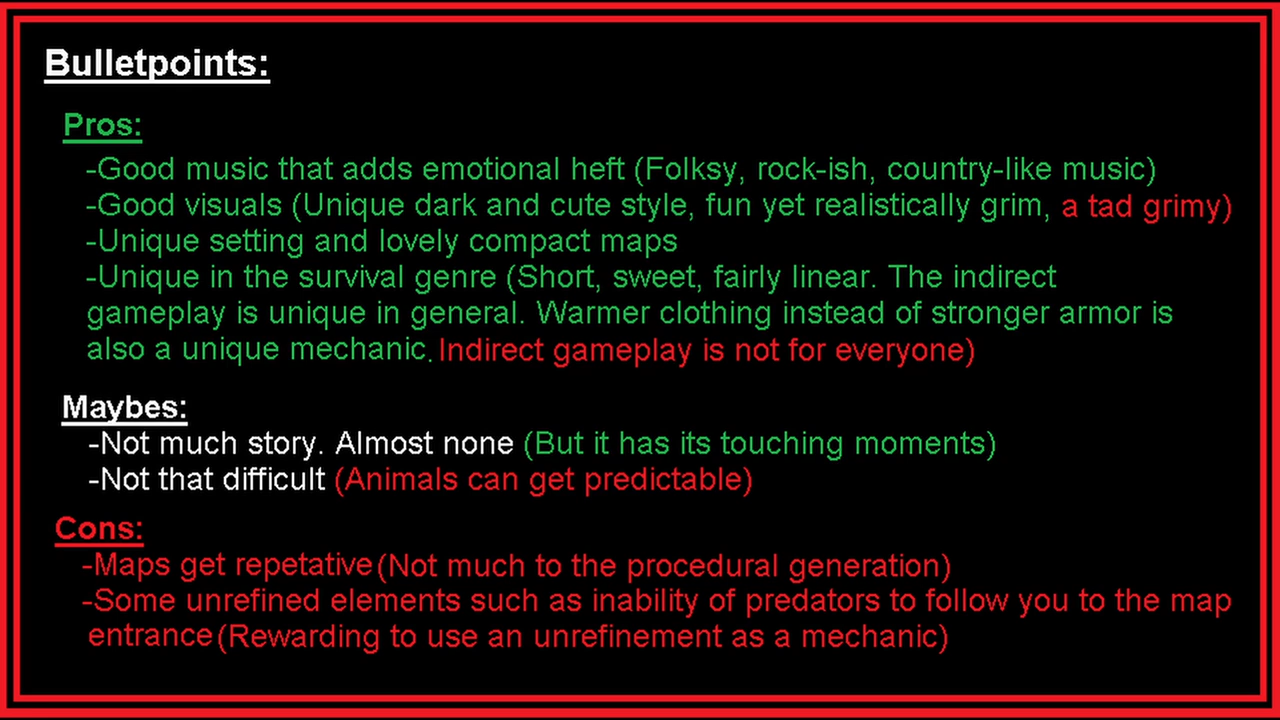 Bulletpoints:
Pros:
-Good music that adds emotional heft (Folksy, rock-ish, country-like music)
-Good visuals (Unique dark and cute style, fun yet realistically grim, a tad grimy)
-Unique setting and lovely compact maps
-Unique in the survival genre (Short, sweet, fairly linear. The indirect
gameplay is unique in general. Warmer clothing instead of stronger armor is
also a unique mechanic. Indirect gameplay is not for everyone)
Maybes:
-Not much story. Almost none (But it has its touching moments)
-Not that difficult (Animals can get predictable)
Cons:
-Maps get repetative (Not much to the procedural generation)
-Some unrefined elements such as inability of predators to follow you to the map
entrance (Rewarding to use an unrefinement as a mechanic)